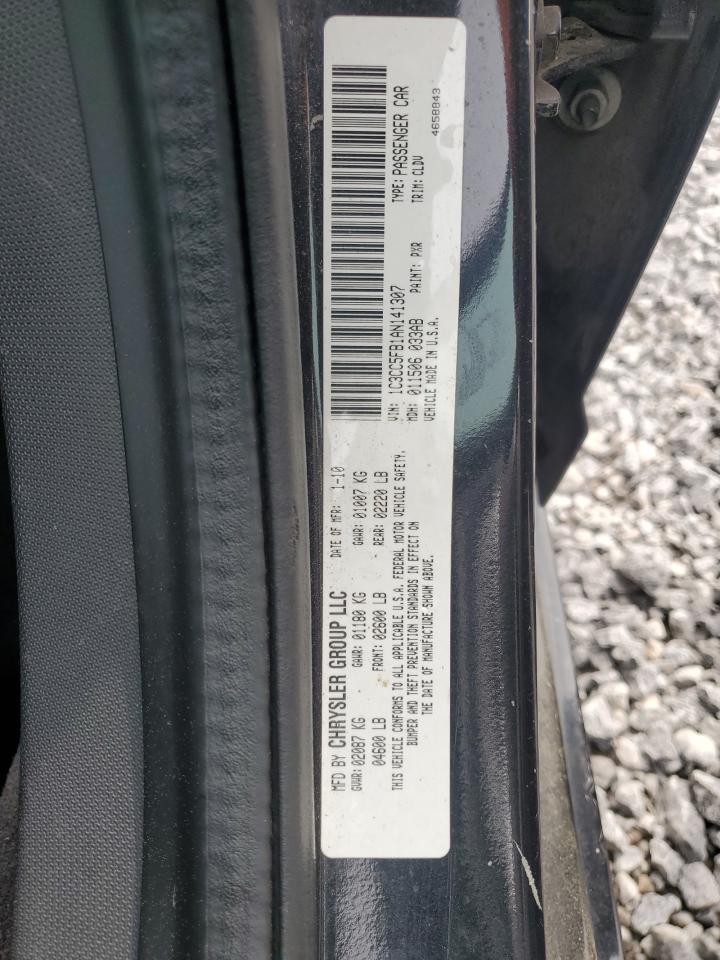 MFD BY CHRYSLER GROUP LLC DATE OF MFR: 1-10
GVWR: 02087 KG GAWR: 01180 KG GAWR: 01007 KG
04600 LB FRONT: 02600 LB REAR: 02220 LB
THIS VEHICLE CONFORMS TO ALL APPLICABLE U.S.A. FEDERAL MOTOR VEHICLE SAFETY,
BUMPER AND THEFT PREVENTION STANDARDS IN EFFECT ON
THE DATE OF MANUFACTURE SHOWN ABOVE.
VIN: 1C3CC5FB1AN141307 TYPE: PASSENGER CAR
MDH: 011506 033AB PAINT: PXR TRIM: CLDV
VEHICLE MADE IN U.S.A. 4658843